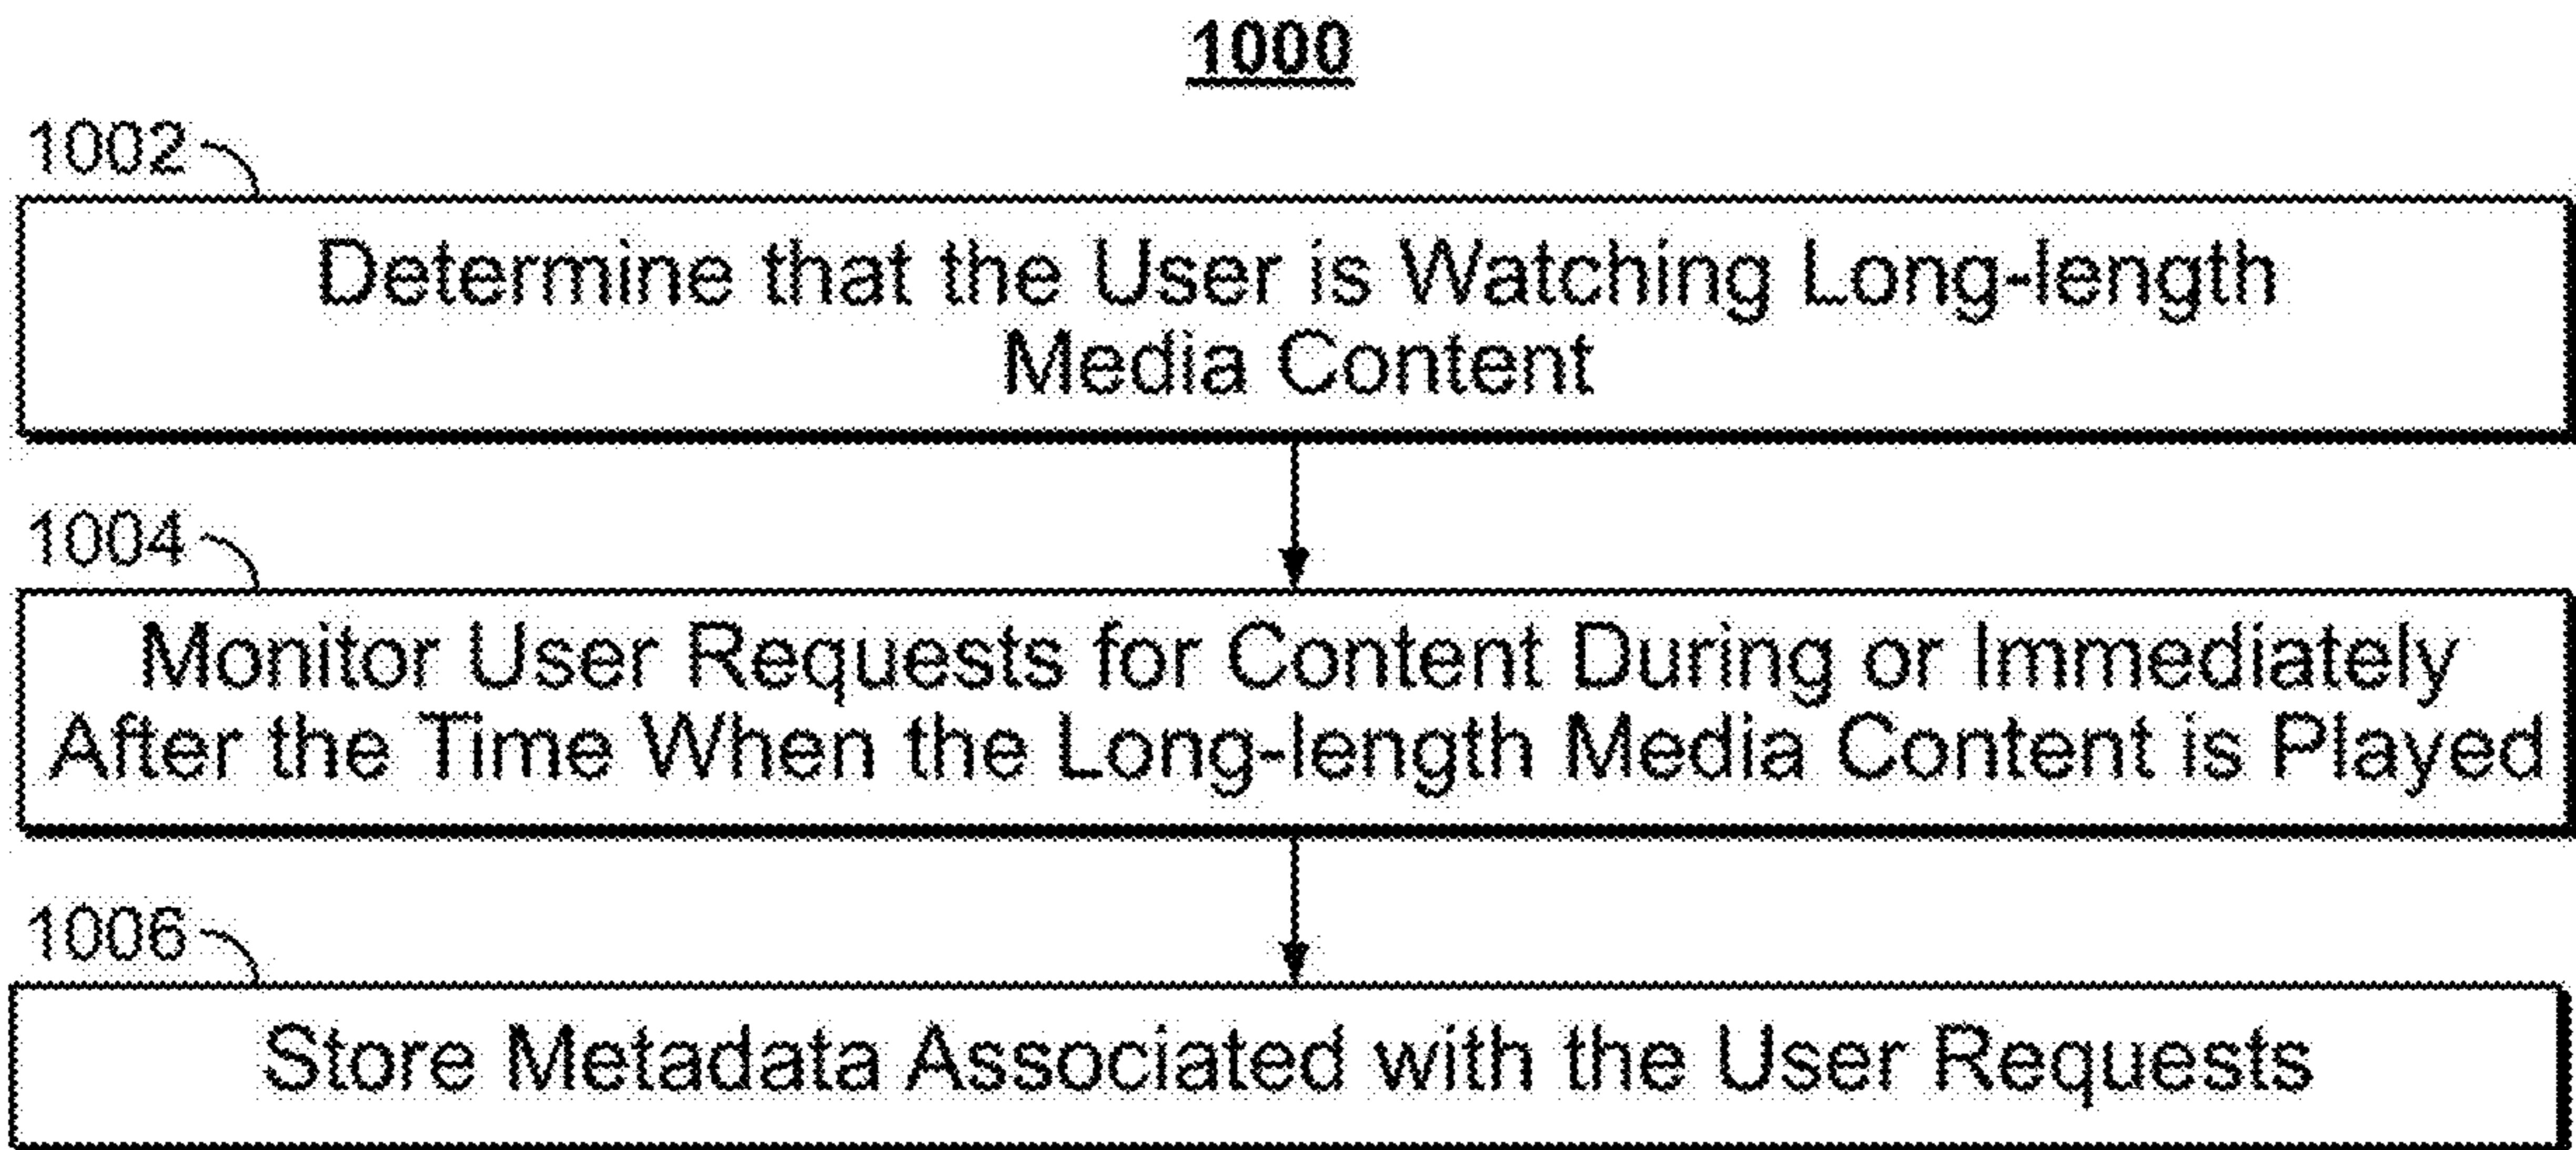 1000
1002
Determine that the User is Watching Long-length
Media Content
1004
Monitor User Requests for Content During or Immediately
After the Time When the Long-length Media Content is Played
1006
Store Metadata Associated with the User Requests